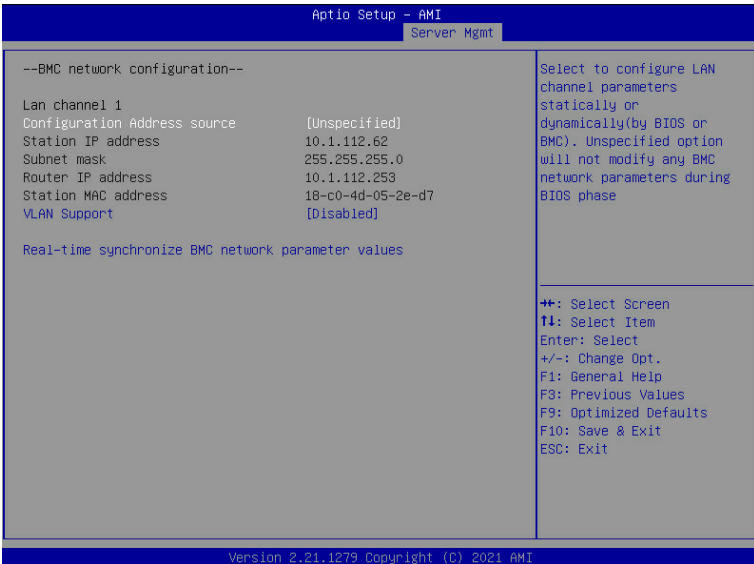 Aptio Setup – AMI
Server Mgmt
--BMC network configuration--
Lan channel 1
Configuration Address source [Unspecified]
Station IP address 10.1.112.62
Subnet mask 255.255.255.0
Router IP address 10.1.112.253
Station MAC address 18-c0-4d-05-2e-d7
VLAN Support [Disabled]
Real-time synchronize BMC network parameter values
Select to configure LAN
channel parameters
statically or
dynamically(by BIOS or
BMC). Unspecified option
will not modify any BMC
network parameters during
BIOS phase
→←: Select Screen
↑↓: Select Item
Enter: Select
+/-: Change Opt.
F1: General Help
F3: Previous Values
F9: Optimized Defaults
F10: Save & Exit
ESC: Exit
Version 2.21.1279 Copyright (C) 2021 AMI